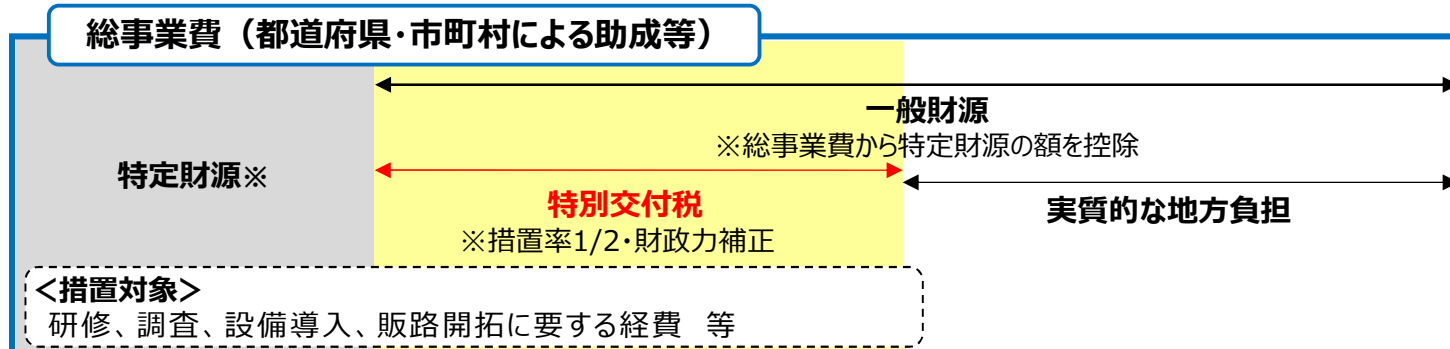 総事業費（都道府県・市町村による助成等）
一般財源
※総事業費から特定財源の額を控除
特定財源※
特別交付税
※措置率1/2・財政力補正
実質的な地方負担
＜措置対象＞
研修、調査、設備導入、販路開拓に要する経費　等